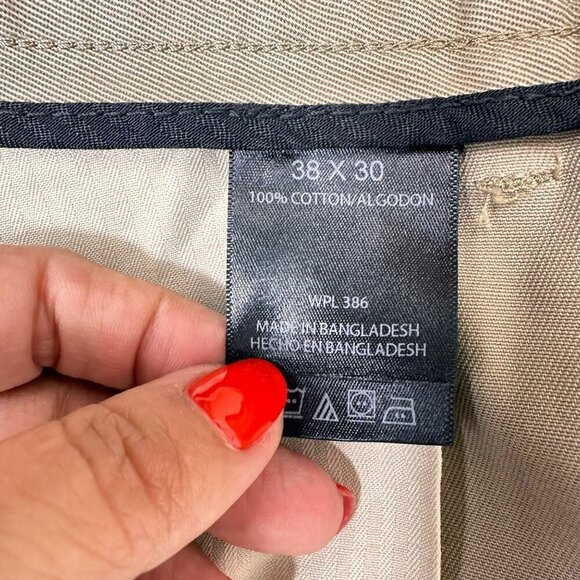 38 X 30
100% COTTON/ALGODON
WPL 386
MADE IN BANGLADESH
HECHO EN BANGLADESH